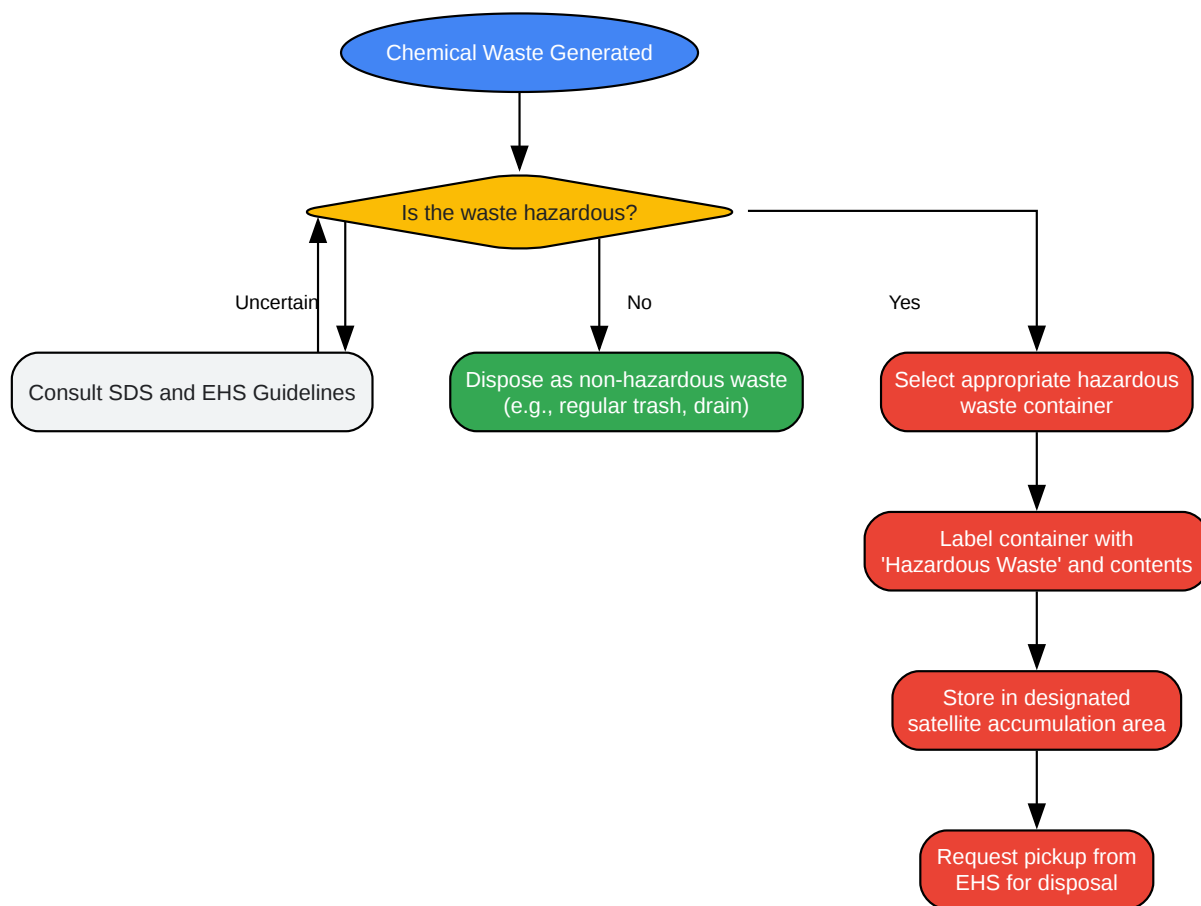 Chemical Waste Generated
Is the waste hazardous?
Uncertain
No
Yes
Consult SDS and EHS Guidelines
Dispose as non-hazardous waste
(e.g., regular trash, drain)
Select appropriate hazardous
waste container
Label container with
'Hazardous Waste' and contents
Store in designated
satellite accumulation area
Request pickup from
EHS for disposal